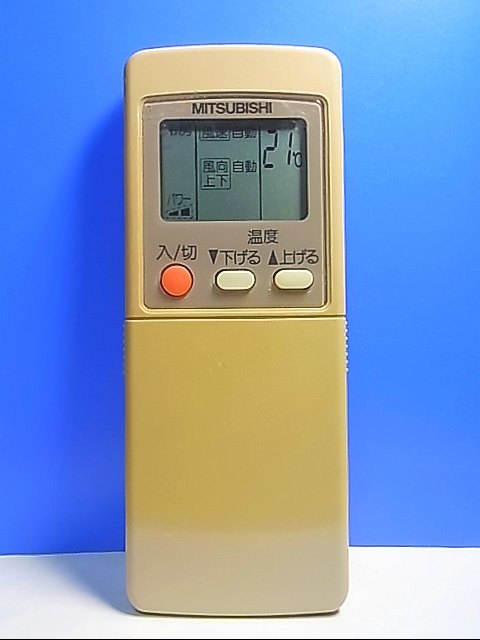 MITSUBISHI
風速 自動
21℃
風向 自動
上下
パワー
温度
入/切 ▼下げる ▲上げる